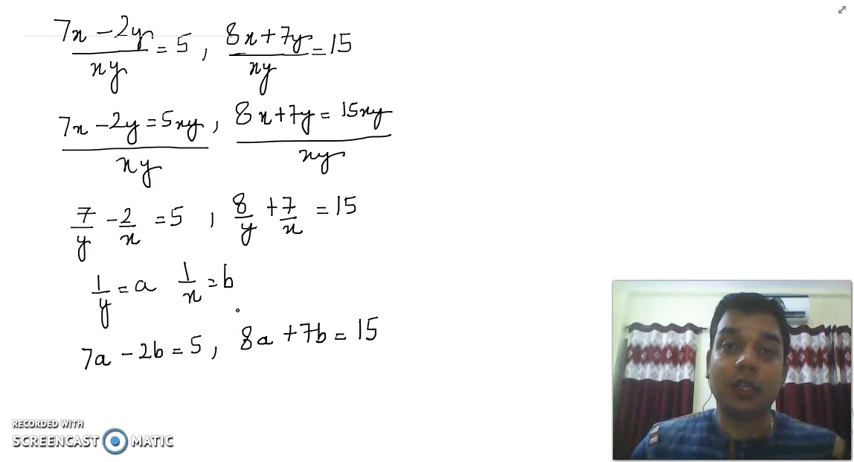 7x - 2y / xy = 5 , 8x + 7y / xy = 15
7x - 2y = 5xy / xy , 8x + 7y = 15xy / xy
7/y - 2/x = 5 , 8/y + 7/x = 15
1/y = a 1/x = b
7a - 2b = 5 , 8a + 7b = 15
RECORDED WITH
SCREENCAST MATIC